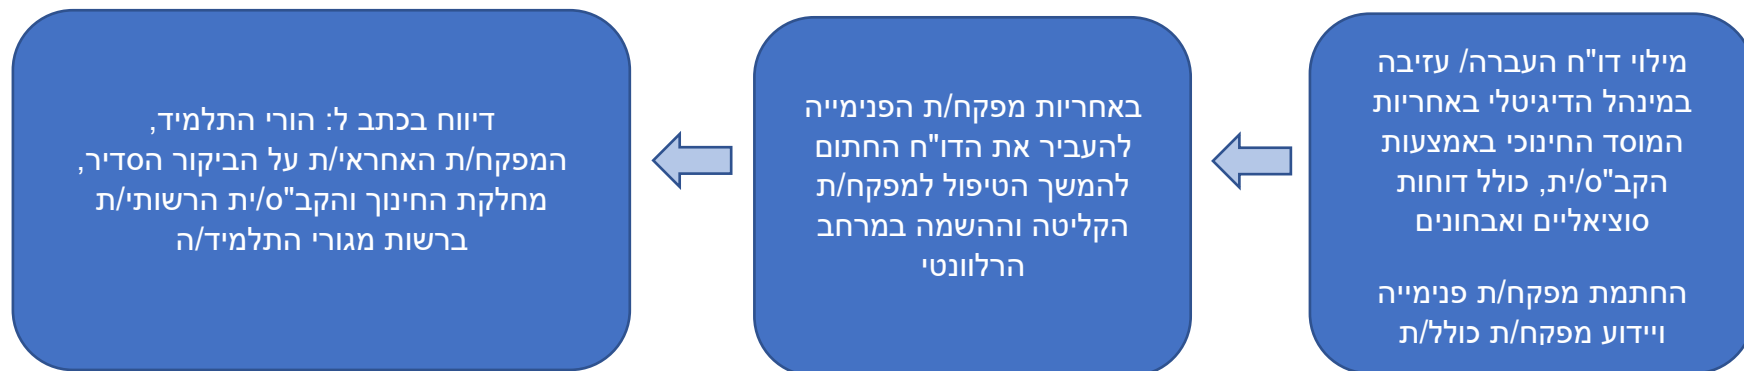 מילוי דו"ח העברה/ עזיבה
במינהל הדיגיטלי באחריות
המוסד החינוכי באמצעות
הקב"ס/ית, כולל דוחות
סוציאליים ואבחונים
החתמת מפקח/ת פנימייה
ויידוע מפקח/ת כולל/ת
באחריות מפקח/ת הפנימייה
להעביר את הדו"ח החתום
להמשך הטיפול למפקח/ת
הקליטה וההשמה במרחב
הרלוונטי
דיווח בכתב ל: הורי התלמיד,
המפקח/ת האחראי/ת על הביקור הסדיר,
מחלקת החינוך והקב"ס/ית הרשותי/ת
ברשות מגורי התלמיד/ה